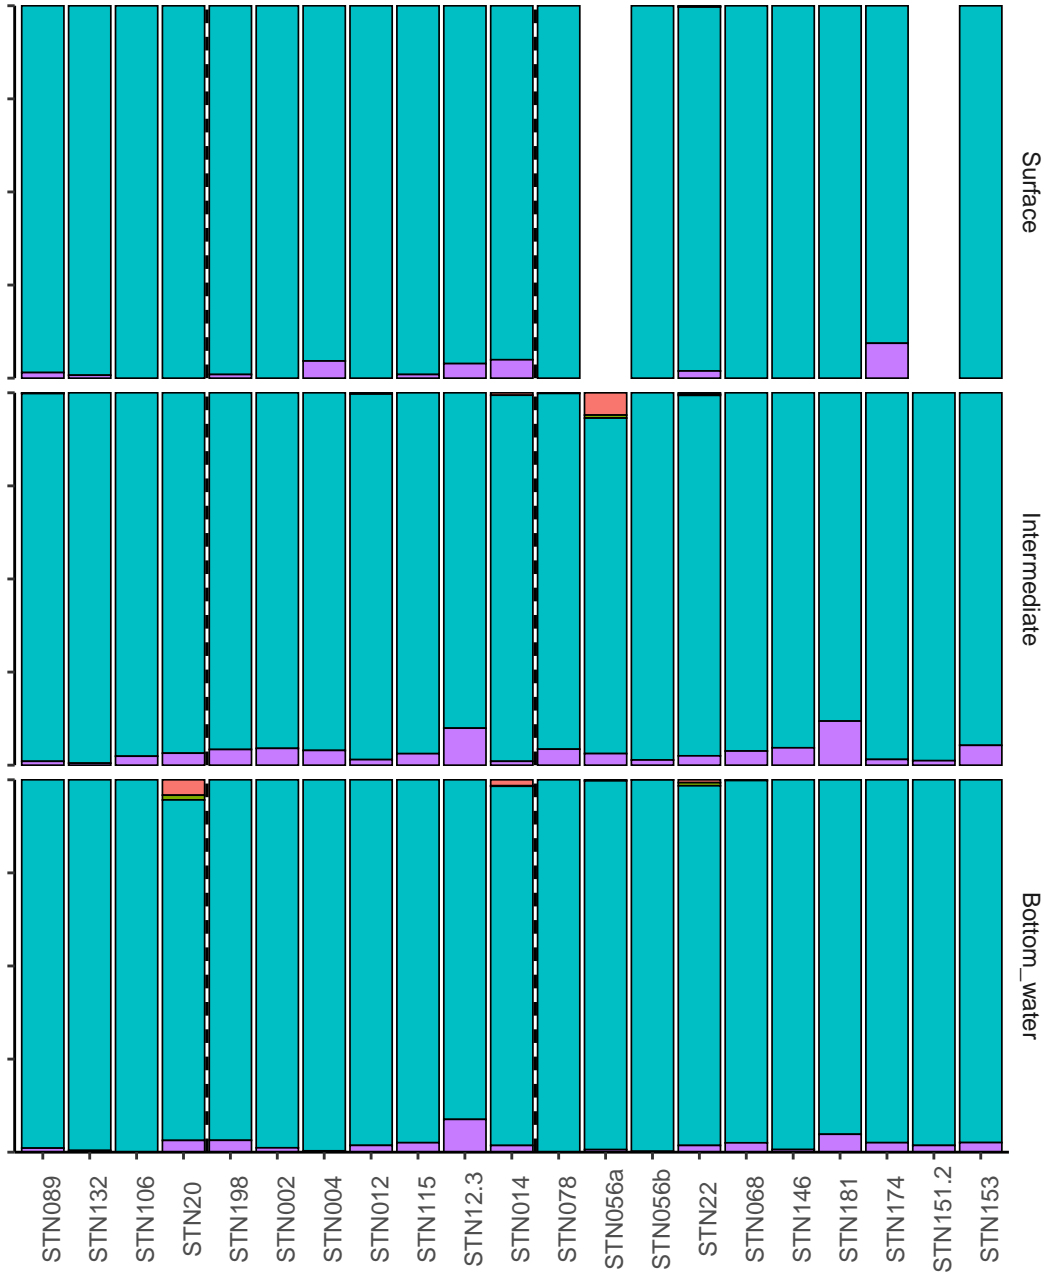 Surface
Intermediate
Bottom_water
STN089
STN132
STN106
STN20
STN198
STN002
STN004
STN012
STN115
STN12.3
STN014
STN078
STN056a
STN056b
STN22
STN068
STN146
STN181
STN174
STN151.2
STN153